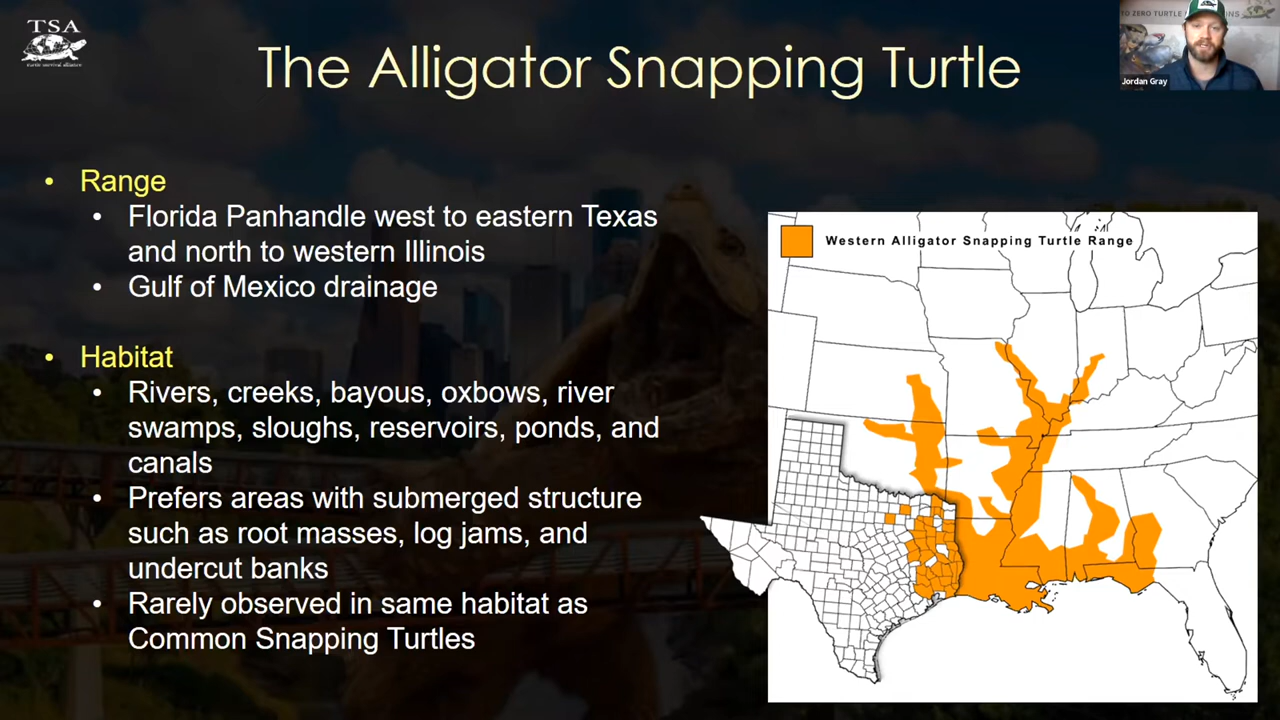 TSA
turtle survival alliance
The Alligator Snapping Turtle
TO ZERO TURTLE
Jordan Gray
• Range
• Florida Panhandle west to eastern Texas
and north to western Illinois
• Gulf of Mexico drainage
• Habitat
• Rivers, creeks, bayous, oxbows, river
swamps, sloughs, reservoirs, ponds, and
canals
• Prefers areas with submerged structure
such as root masses, log jams, and
undercut banks
• Rarely observed in same habitat as
Common Snapping Turtles
Western Alligator Snapping Turtle Range